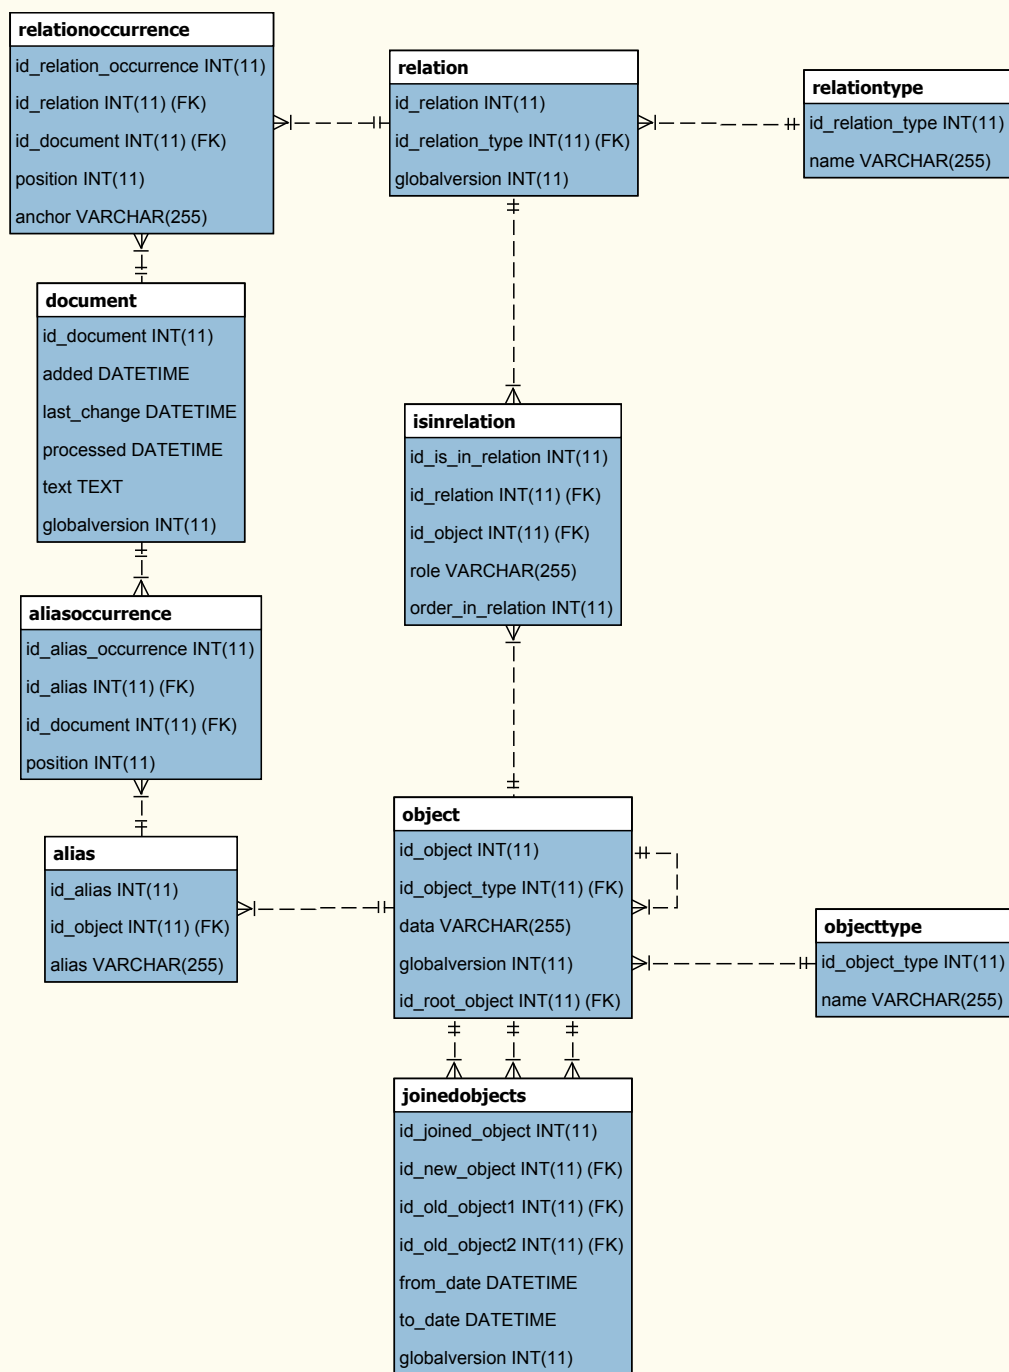 relationoccurrence
id_relation_occurrence INT(11)
id_relation INT(11) (FK)
id_document INT(11) (FK)
position INT(11)
anchor VARCHAR(255)
relation
id_relation INT(11)
id_relation_type INT(11) (FK)
globalversion INT(11)
relationtype
id_relation_type INT(11)
name VARCHAR(255)
document
id_document INT(11)
added DATETIME
last_change DATETIME
processed DATETIME
text TEXT
globalversion INT(11)
isinrelation
id_is_in_relation INT(11)
id_relation INT(11) (FK)
id_object INT(11) (FK)
role VARCHAR(255)
order_in_relation INT(11)
aliasoccurrence
id_alias_occurrence INT(11)
id_alias INT(11) (FK)
id_document INT(11) (FK)
position INT(11)
alias
id_alias INT(11)
id_object INT(11) (FK)
alias VARCHAR(255)
object
id_object INT(11)
id_object_type INT(11) (FK)
data VARCHAR(255)
globalversion INT(11)
id_root_object INT(11) (FK)
objecttype
id_object_type INT(11)
name VARCHAR(255)
joinedobjects
id_joined_object INT(11)
id_new_object INT(11) (FK)
id_old_object1 INT(11) (FK)
id_old_object2 INT(11) (FK)
from_date DATETIME
to_date DATETIME
globalversion INT(11)